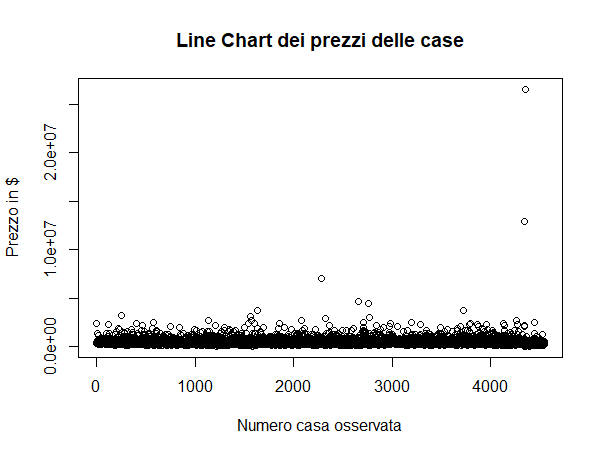 Line Chart dei prezzi delle case
Prezzo in $
2.0e+07
1.0e+07
0.0e+00
0 1000 2000 3000 4000
Numero casa osservata